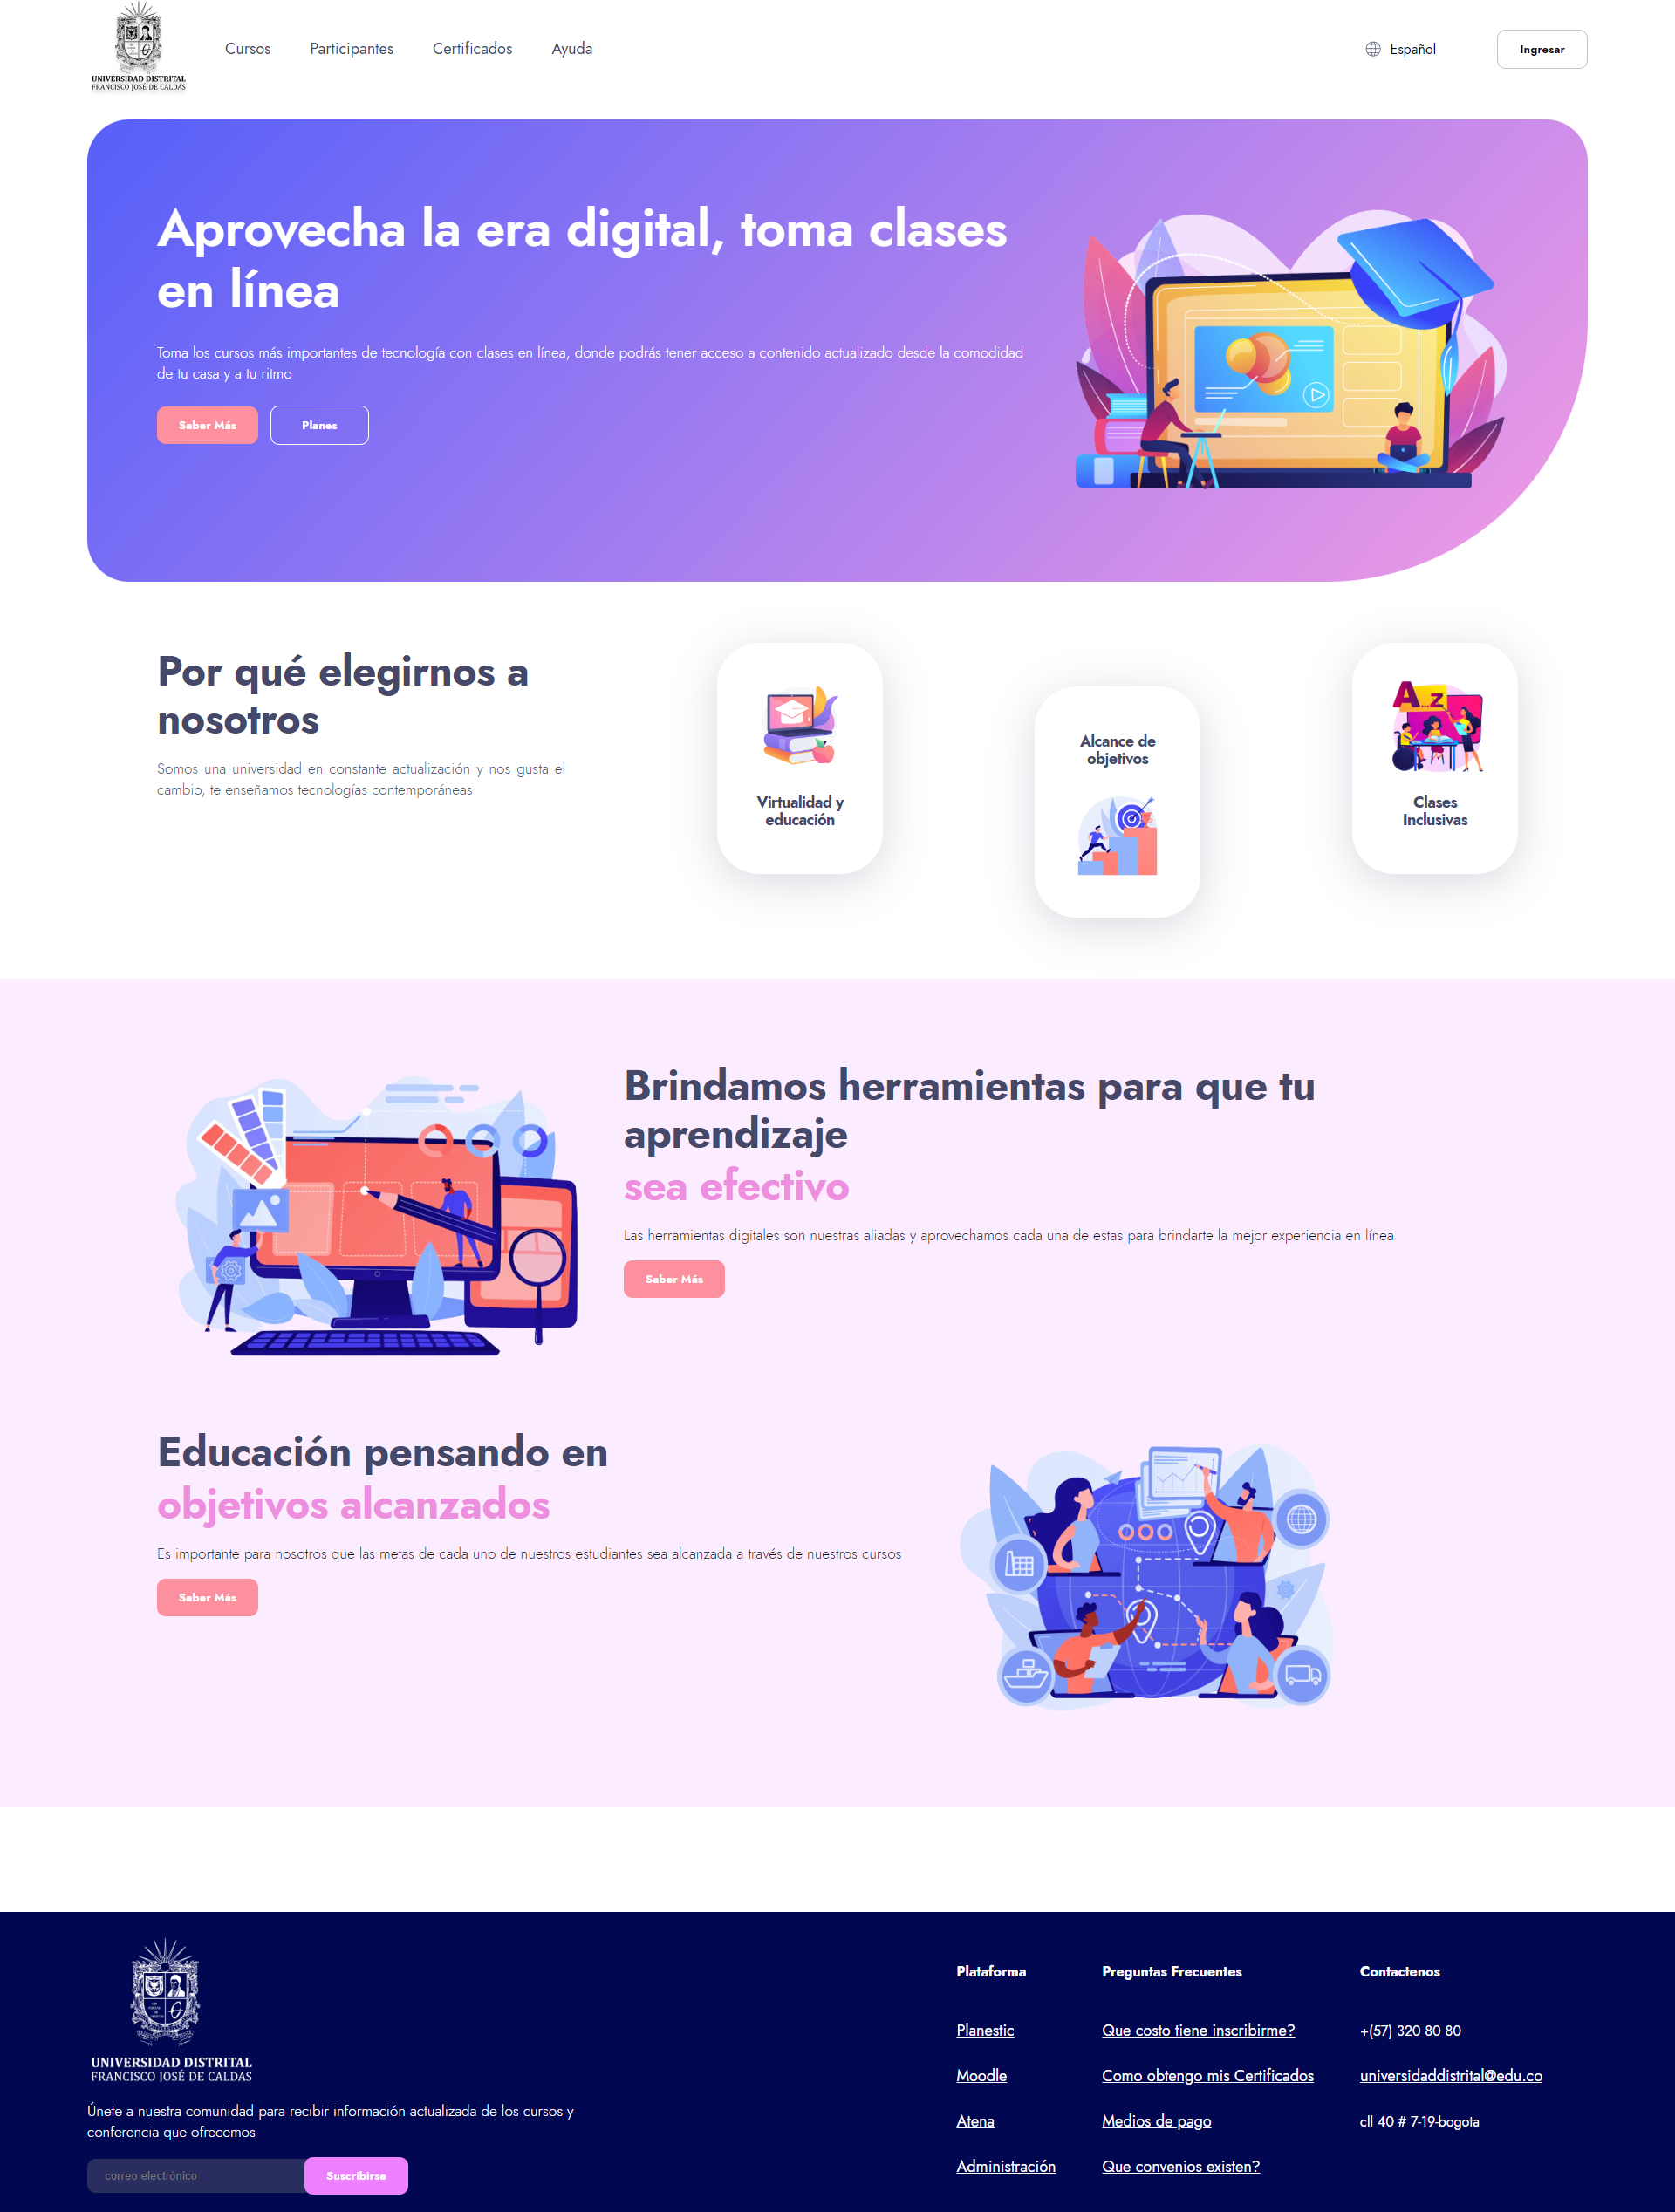 UNIVERSIDAD DISTRITAL
FRANCISCO JOSÉ DE CALDAS
Cursos
Participantes
Certificados
Ayuda
Español
Ingresar
Aprovecha la era digital, toma clases
en línea
Toma los cursos más importantes de tecnología con clases en línea, donde podrás tener acceso a contenido actualizado desde la comodidad
de tu casa y a tu ritmo
Saber Más
Planes
Por qué elegirnos a
nosotros
Somos una universidad en constante actualización y nos gusta el
cambio, te enseñamos tecnologías contemporáneas
Virtualidad y
educación
Alcance de
objetivos
A...Z
Clases
Inclusivas
Brindamos herramientas para que tu
aprendizaje
sea efectivo
Las herramientas digitales son nuestras aliadas y aprovechamos cada una de estas para brindarte la mejor experiencia en línea
Saber Más
Educación pensando en
objetivos alcanzados
Es importante para nosotros que las metas de cada uno de nuestros estudiantes sea alcanzada a través de nuestros cursos
Saber Más
UNIVERSIDAD DISTRITAL
FRANCISCO JOSÉ DE CALDAS
Únete a nuestra comunidad para recibir información actualizada de los cursos y
conferencia que ofrecemos
correo electrónico
Suscribirse
Plataforma
Planestic
Moodle
Atena
Administración
Preguntas Frecuentes
Que costo tiene inscribirme?
Como obtengo mis Certificados
Medios de pago
Que convenios existen?
Contactenos
+(57) 320 80 80
universidaddistrital@edu.co
cll 40 # 7-19-bogota